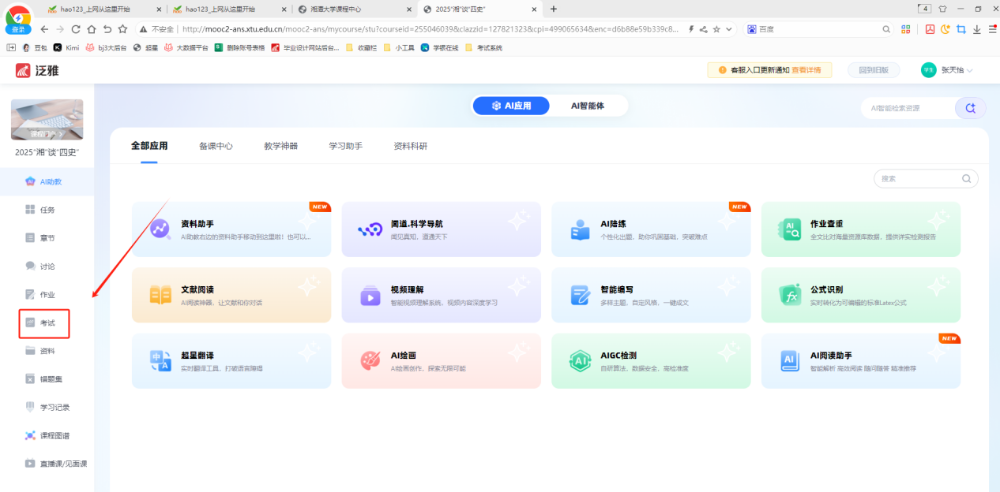 hao123_上网从这里开始
hao123_上网从这里开始
湘潭大学课程中心
2025"湘"谈"四史"
4
登录
不安全
http://mooc2-ans.xtu.edu.cn/mooc2-ans/mycourse/stu?courseid=255046039&clazzid=127821323&cpi=499065634&enc=d6b88e59b339c8...
百度
豆包
Kimi
bj3大后台
超星
大数据平台
删除账号表格
毕业设计网站后台...
收藏栏
小工具
学银在线
考试系统
泛雅
客服入口更新通知 查看详情
回到旧版
学生
张天怡
课程门户
2025"湘"谈"四史"
AI助教
任务
章节
讨论
作业
考试
资料
错题集
学习记录
课程图谱
直播课/见面课
AI应用
AI智能体
AI智能检索资源
全部应用
备课中心
教学神器
学习助手
资料科研
搜索
NEW
资料助手
AI助教右边的资料助手移动到这里啦！也可以...
闻道.科学导航
闻见真知，道通天下
NEW
AI陪练
个性化出题，助你巩固基础，突破难点
作业查重
全文比对海量资源库数据，提供详实检测报告
文献阅读
AI阅读神器，让文献和你对话
视频理解
智能视频理解系统，视频内容深度学习
智能编写
多样主题，自定风格，一键成文
公式识别
实时转化为可编辑的标准Latex公式
超星翻译
实时翻译工具，打破语言障碍
AI绘画
AI绘画创作，探索无限可能
AIGC检测
自研算法，数据安全，高检准度
NEW
AI阅读助手
智能解析 高效阅读 随问随答 精准推荐